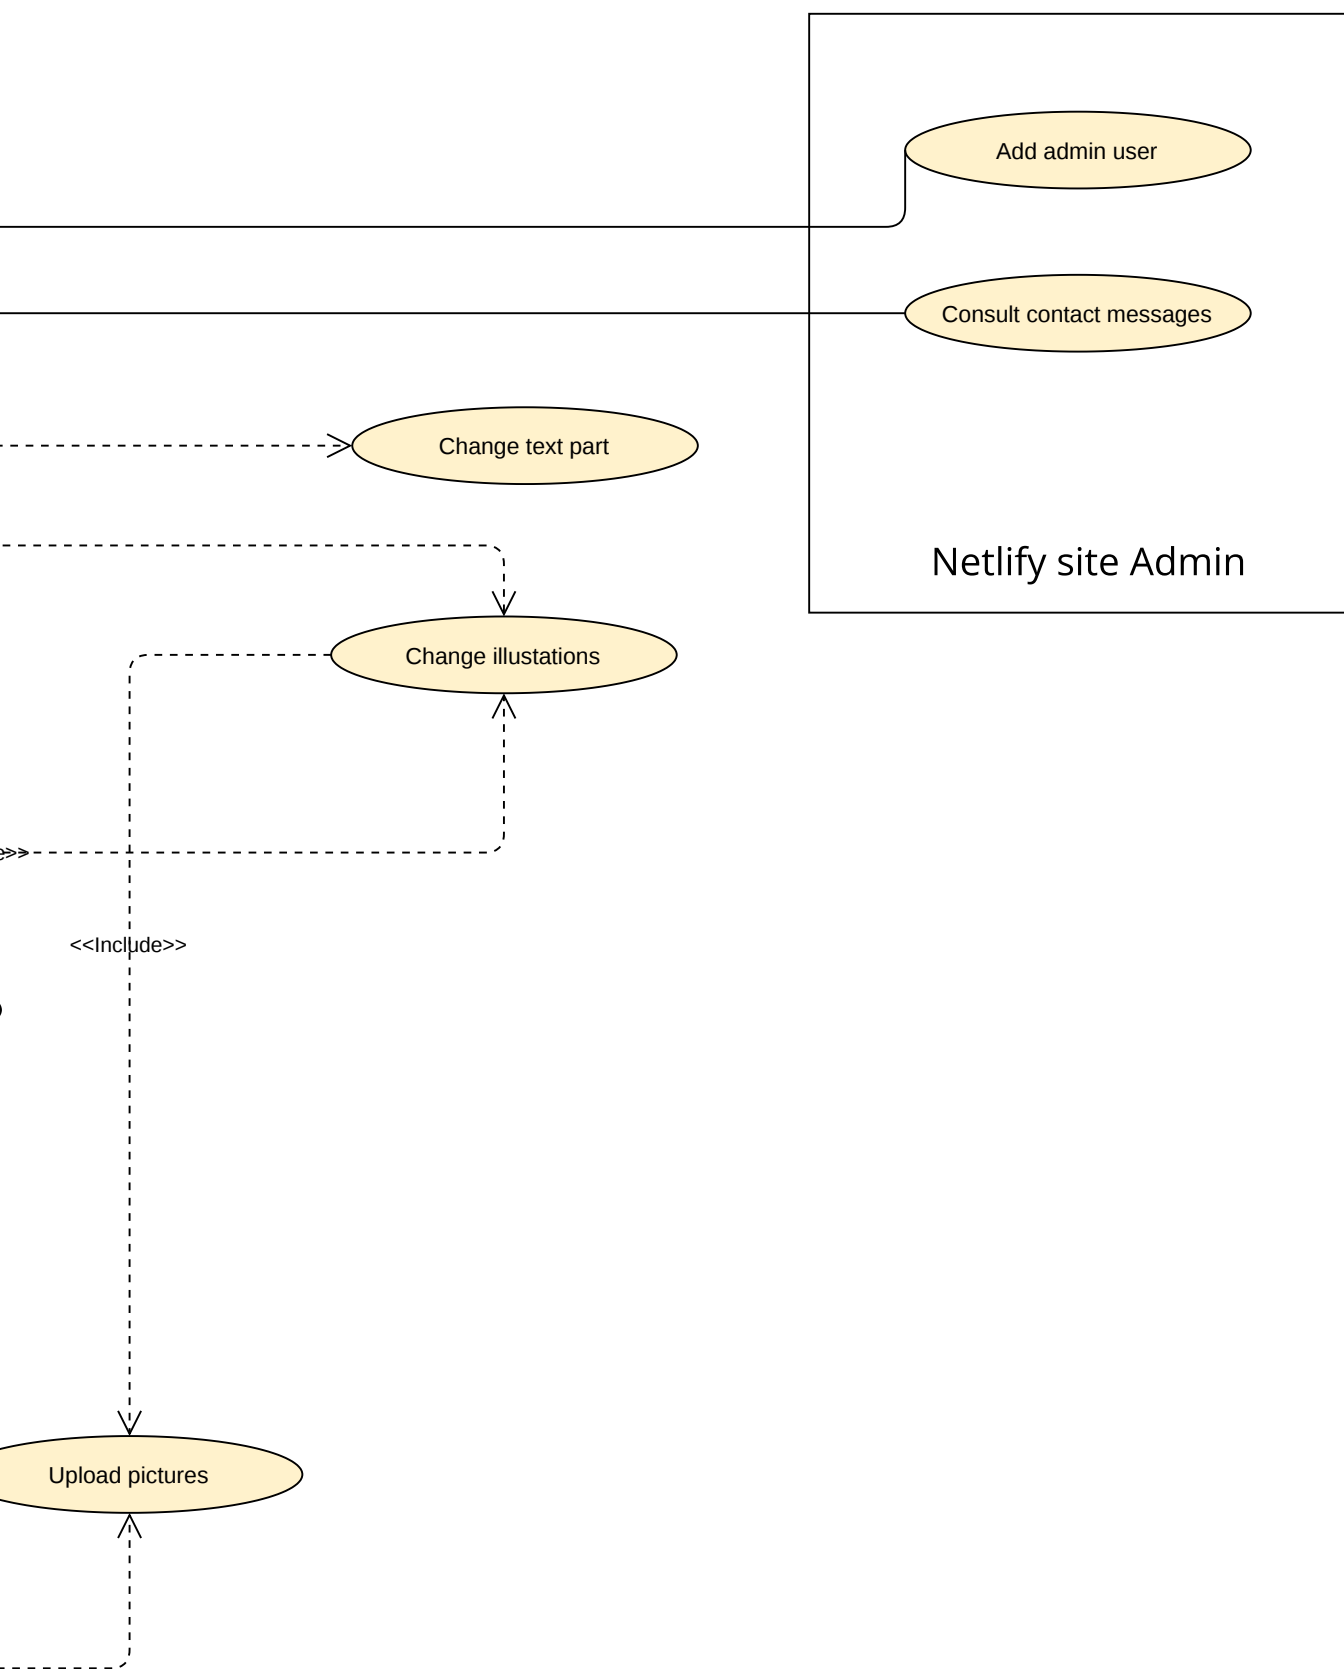 Add admin user
Consult contact messages
Change text part
Netlify site Admin
Change illustations
e>>
<<Include>>
Upload pictures